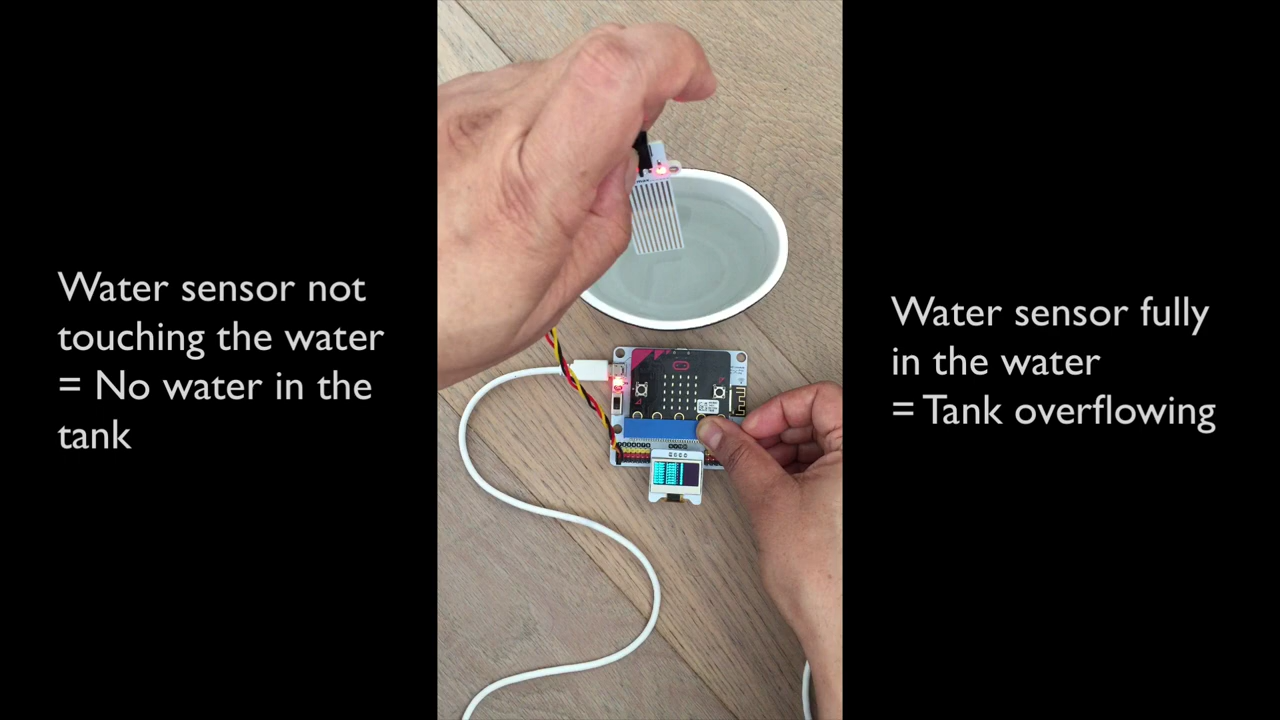 Water sensor not
touching the water
= No water in the
tank
Water sensor fully
in the water
= Tank overflowing